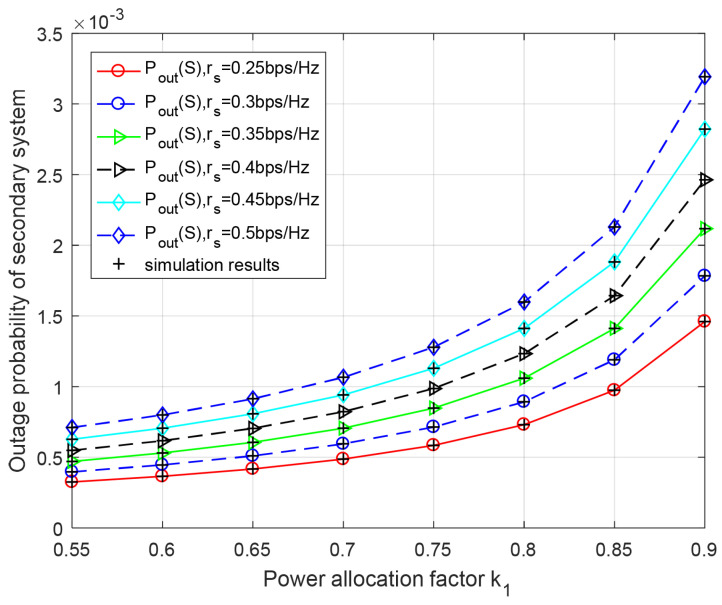 ×10⁻³
3.5
3
2.5
2
1.5
1
0.5
0
Outage probability of secondary system
Pout(S),rs=0.25bps/Hz
Pout(S),rs=0.3bps/Hz
Pout(S),rs=0.35bps/Hz
Pout(S),rs=0.4bps/Hz
Pout(S),rs=0.45bps/Hz
Pout(S),rs=0.5bps/Hz
simulation results
0.55 0.6 0.65 0.7 0.75 0.8 0.85 0.9
Power allocation factor k1